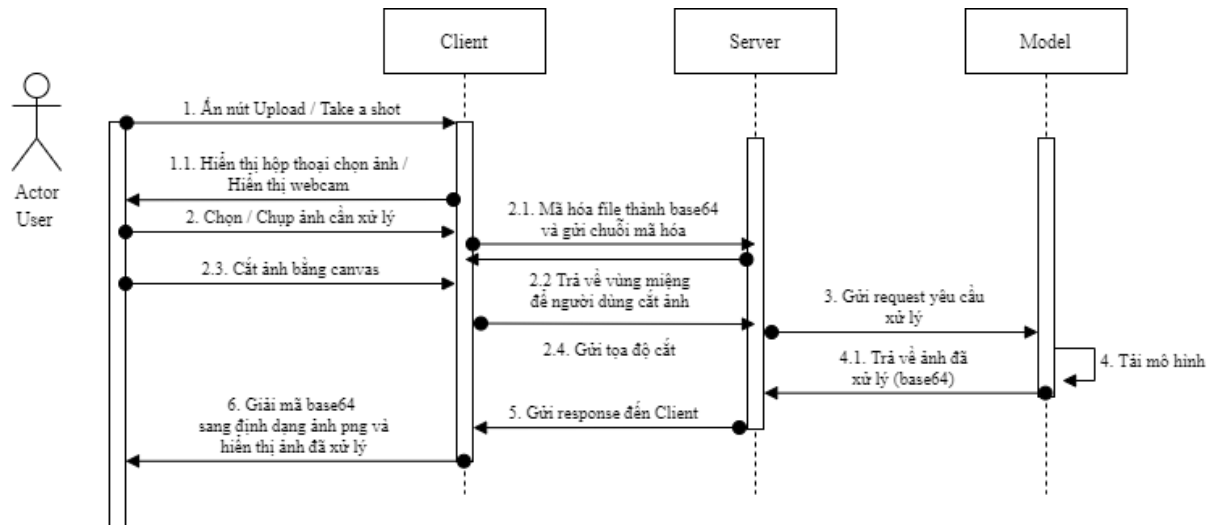 Client
Server
Model
Actor
User
1. Ấn nút Upload / Take a shot
1.1. Hiển thị hộp thoại chọn ảnh /
Hiển thị webcam
2. Chọn / Chụp ảnh cần xử lý
2.1. Mã hóa file thành base64
và gửi chuỗi mã hóa
2.3. Cắt ảnh bằng canvas
2.2 Trả về vùng miệng
để người dùng cắt ảnh
3. Gửi request yêu cầu
xử lý
2.4. Gửi tọa độ cắt
4.1. Trả về ảnh đã
xử lý (base64)
4. Tải mô hình
5. Gửi response đến Client
6. Giải mã base64
sang định dạng ảnh png và
hiển thị ảnh đã xử lý